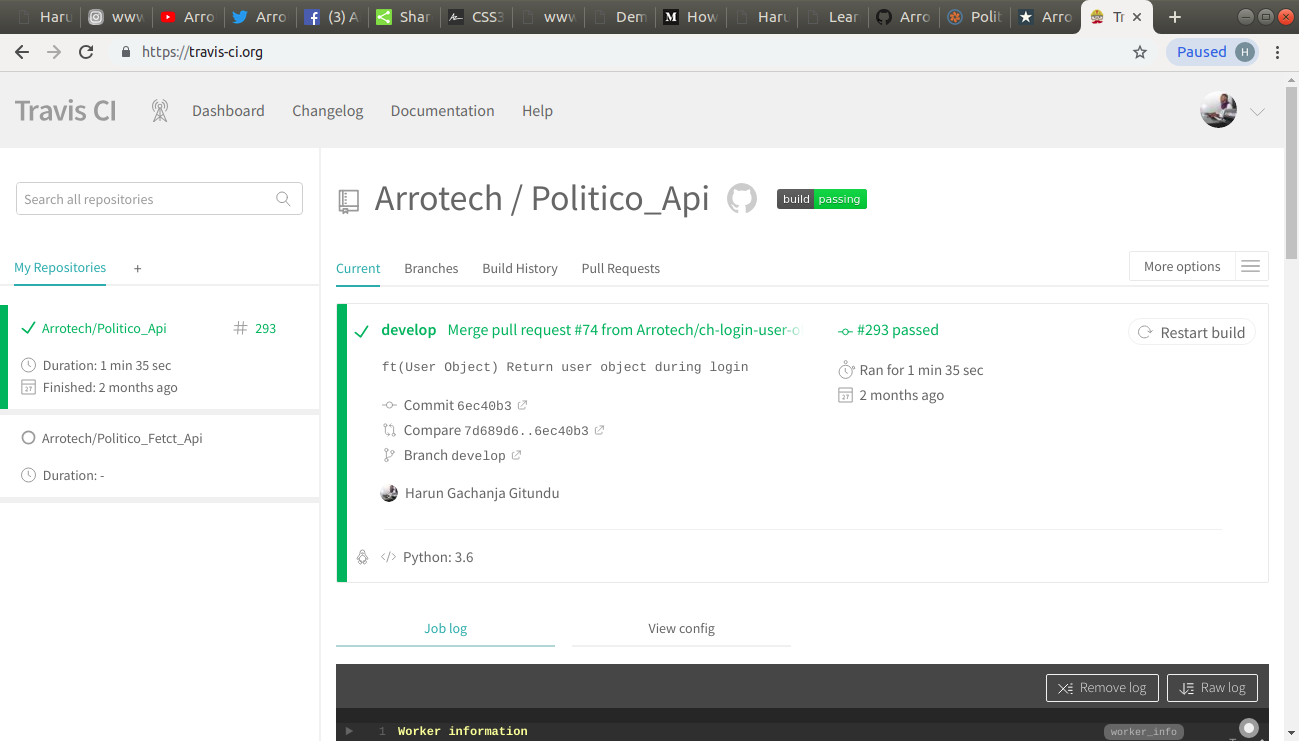 Haru www Arro Arro (3) A Shar CSS3 www Dem How Haru Lear Arro Polit Arro Tr
https://travis-ci.org Paused H
Travis CI Dashboard Changelog Documentation Help
Search all repositories
Arrotech / Politico_Api build passing
My Repositories +
Current Branches Build History Pull Requests More options
Arrotech/Politico_Api # 293
Duration: 1 min 35 sec
Finished: 2 months ago
Arrotech/Politico_Fetct_Api
Duration: -
develop Merge pull request #74 from Arrotech/ch-login-user-o
#293 passed
Restart build
ft(User Object) Return user object during login
Ran for 1 min 35 sec
2 months ago
Commit 6ec40b3
Compare 7d689d6..6ec40b3
Branch develop
Harun Gachanja Gitundu
</> Python: 3.6
Job log View config
Remove log Raw log
1 Worker information worker_info